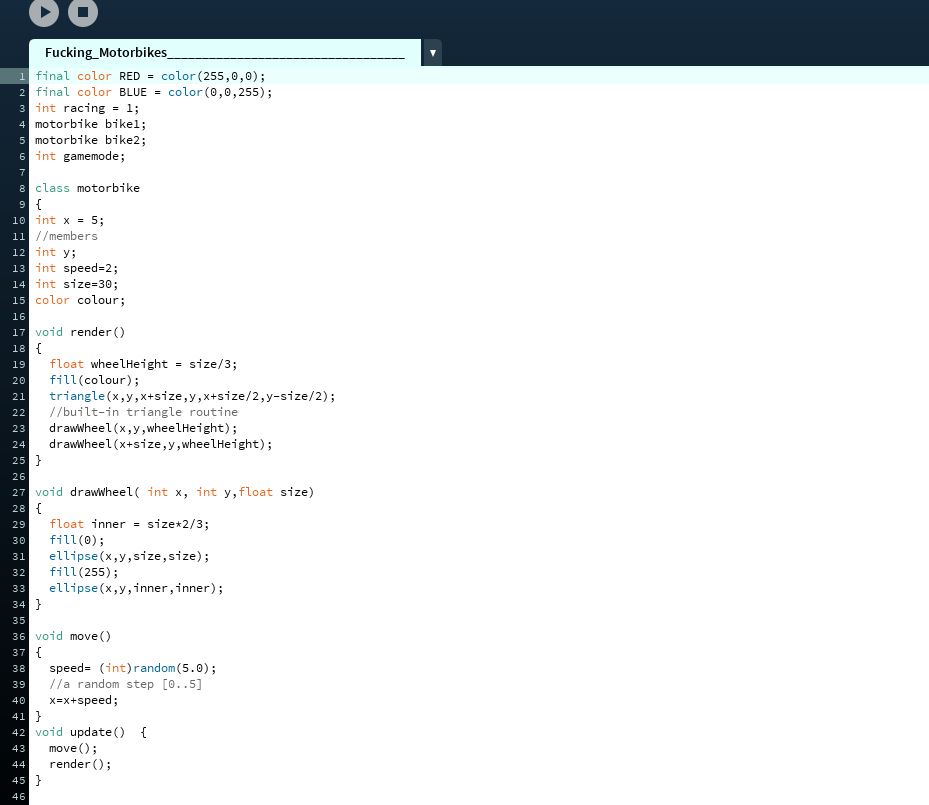 Fucking_Motorbikes__________________________________
1 final color RED = color(255,0,0);
2 final color BLUE = color(0,0,255);
3 int racing = 1;
4 motorbike bike1;
5 motorbike bike2;
6 int gamemode;
7
8 class motorbike
9 {
10 int x = 5;
11 //members
12 int y;
13 int speed=2;
14 int size=30;
15 color colour;
16
17 void render()
18 {
19   float wheelHeight = size/3;
20   fill(colour);
21   triangle(x,y,x+size,y,x+size/2,y-size/2);
22   //built-in triangle routine
23   drawWheel(x,y,wheelHeight);
24   drawWheel(x+size,y,wheelHeight);
25 }
26
27 void drawWheel( int x, int y,float size)
28 {
29   float inner = size*2/3;
30   fill(0);
31   ellipse(x,y,size,size);
32   fill(255);
33   ellipse(x,y,inner,inner);
34 }
35
36 void move()
37 {
38   speed= (int)random(5.0);
39   //a random step [0..5]
40   x=x+speed;
41 }
42 void update()  {
43   move();
44   render();
45 }
46